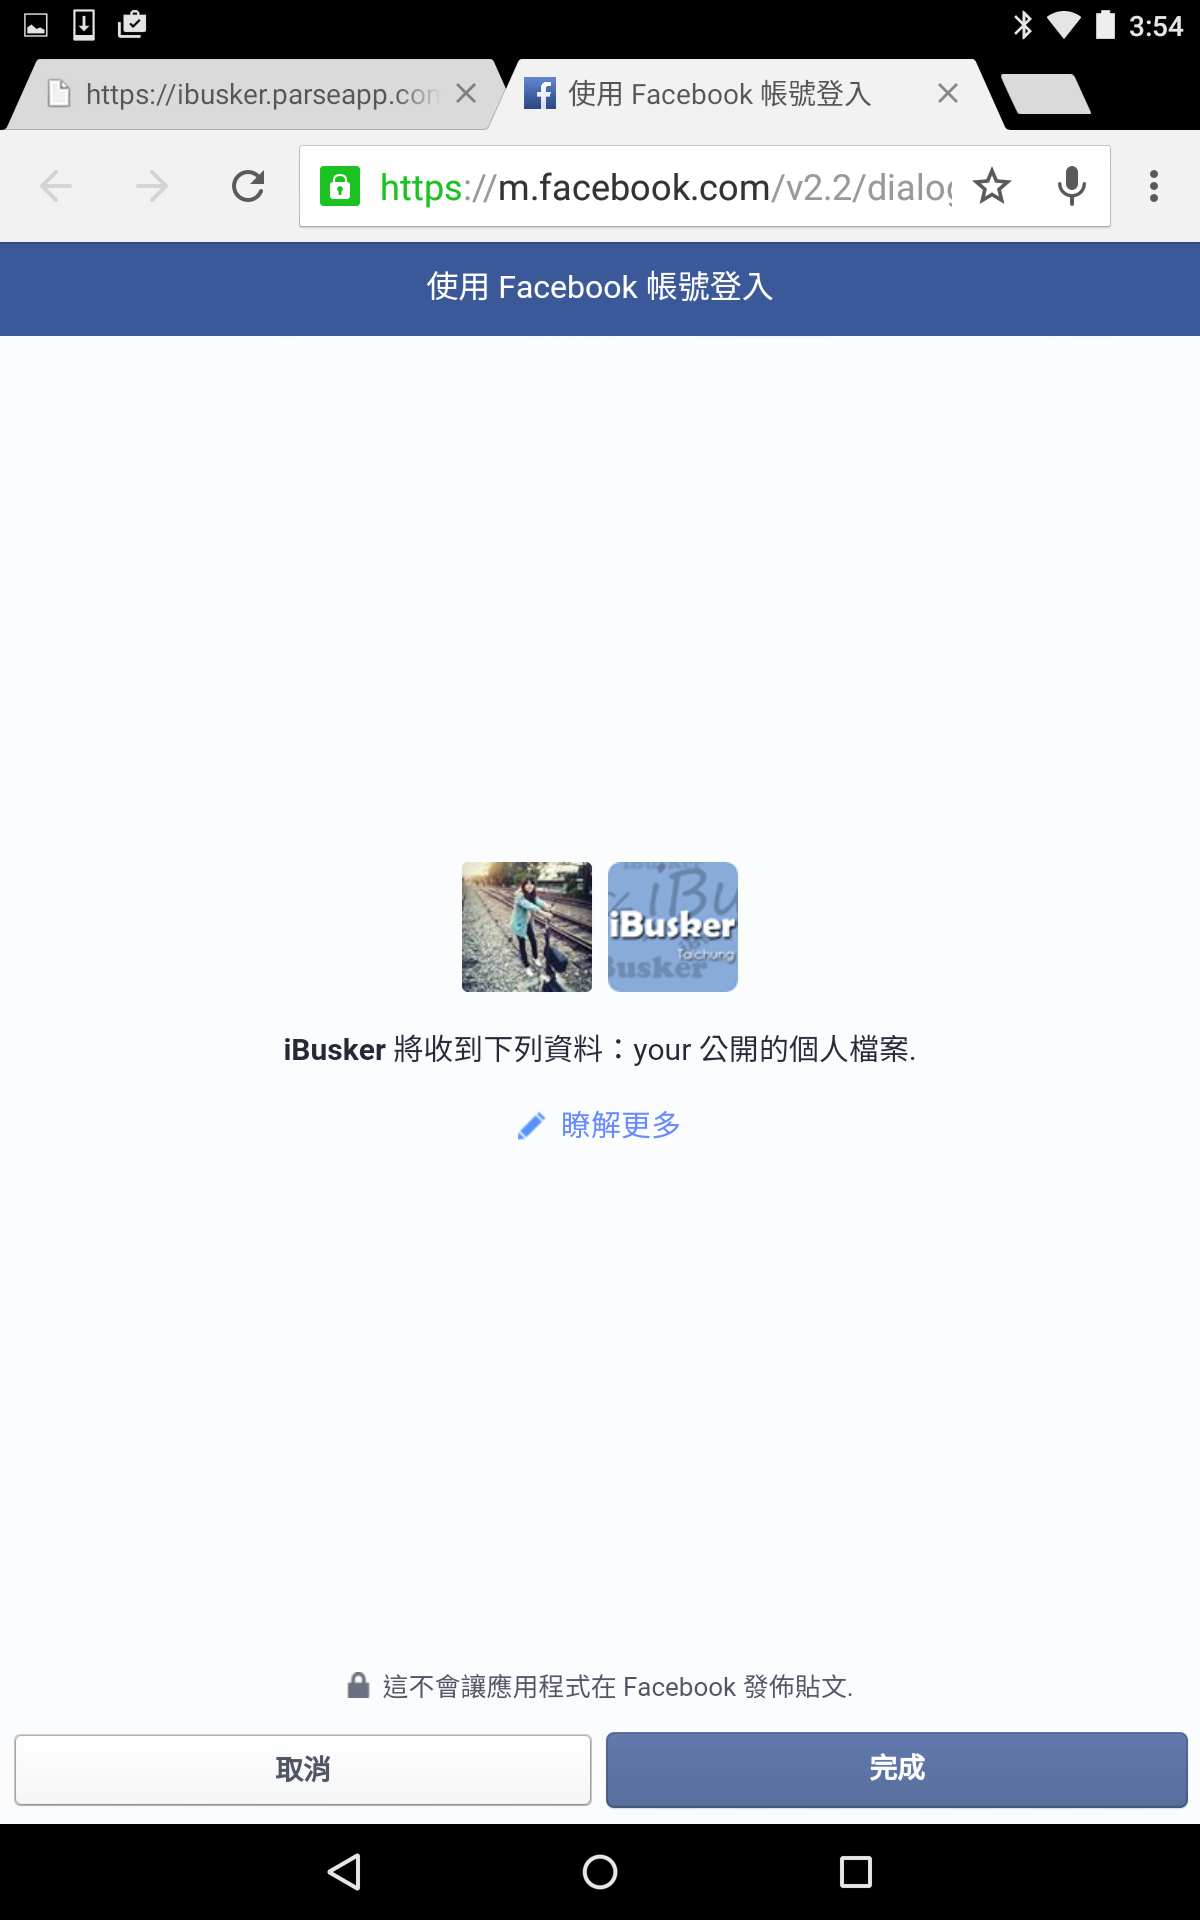 3:54
https://ibusker.parseapp.com
使用 Facebook 帳號登入
https://m.facebook.com/v2.2/dialog
使用 Facebook 帳號登入
iBusker
Taichung
iBusker 將收到下列資料：your 公開的個人檔案.
瞭解更多
這不會讓應用程式在 Facebook 發佈貼文.
取消
完成